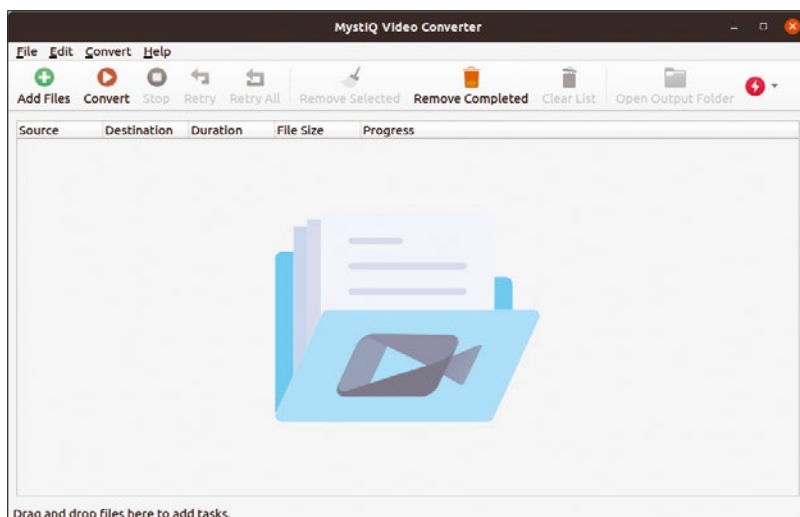 MystiQ Video Converter
File Edit Convert Help
Add Files Convert Stop Retry Retry All Remove Selected Remove Completed Clear List Open Output Folder
Source Destination Duration File Size Progress
Drag and drop files here to add tasks.